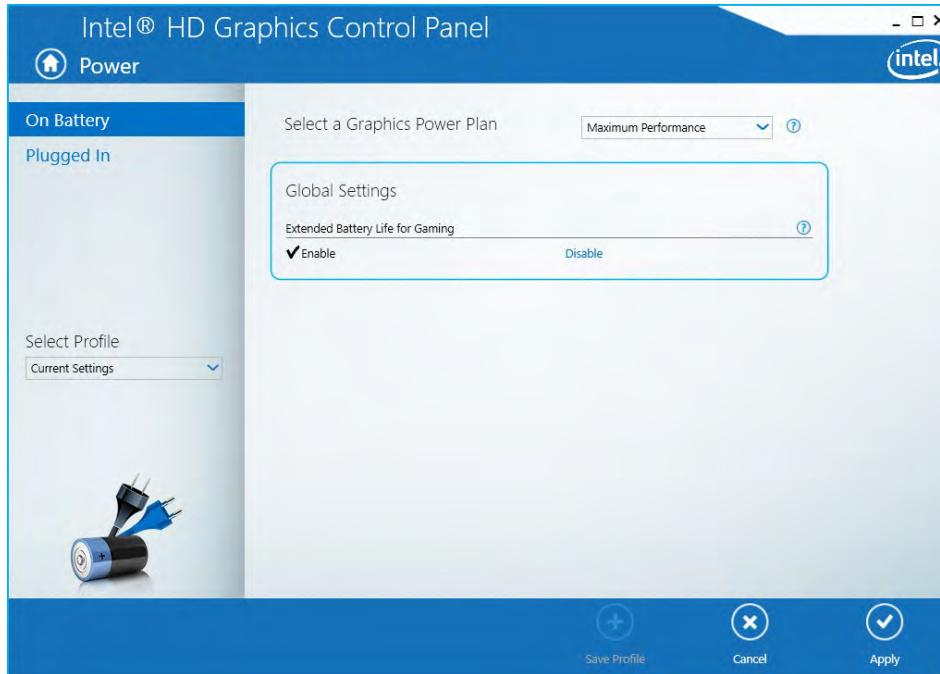 Intel® HD Graphics Control Panel
intel
Power
On Battery
Plugged In
Select a Graphics Power Plan
Maximum Performance
?
Global Settings
Extended Battery Life for Gaming
?
✔Enable
Disable
Select Profile
Current Settings
Save Profile
Cancel
Apply